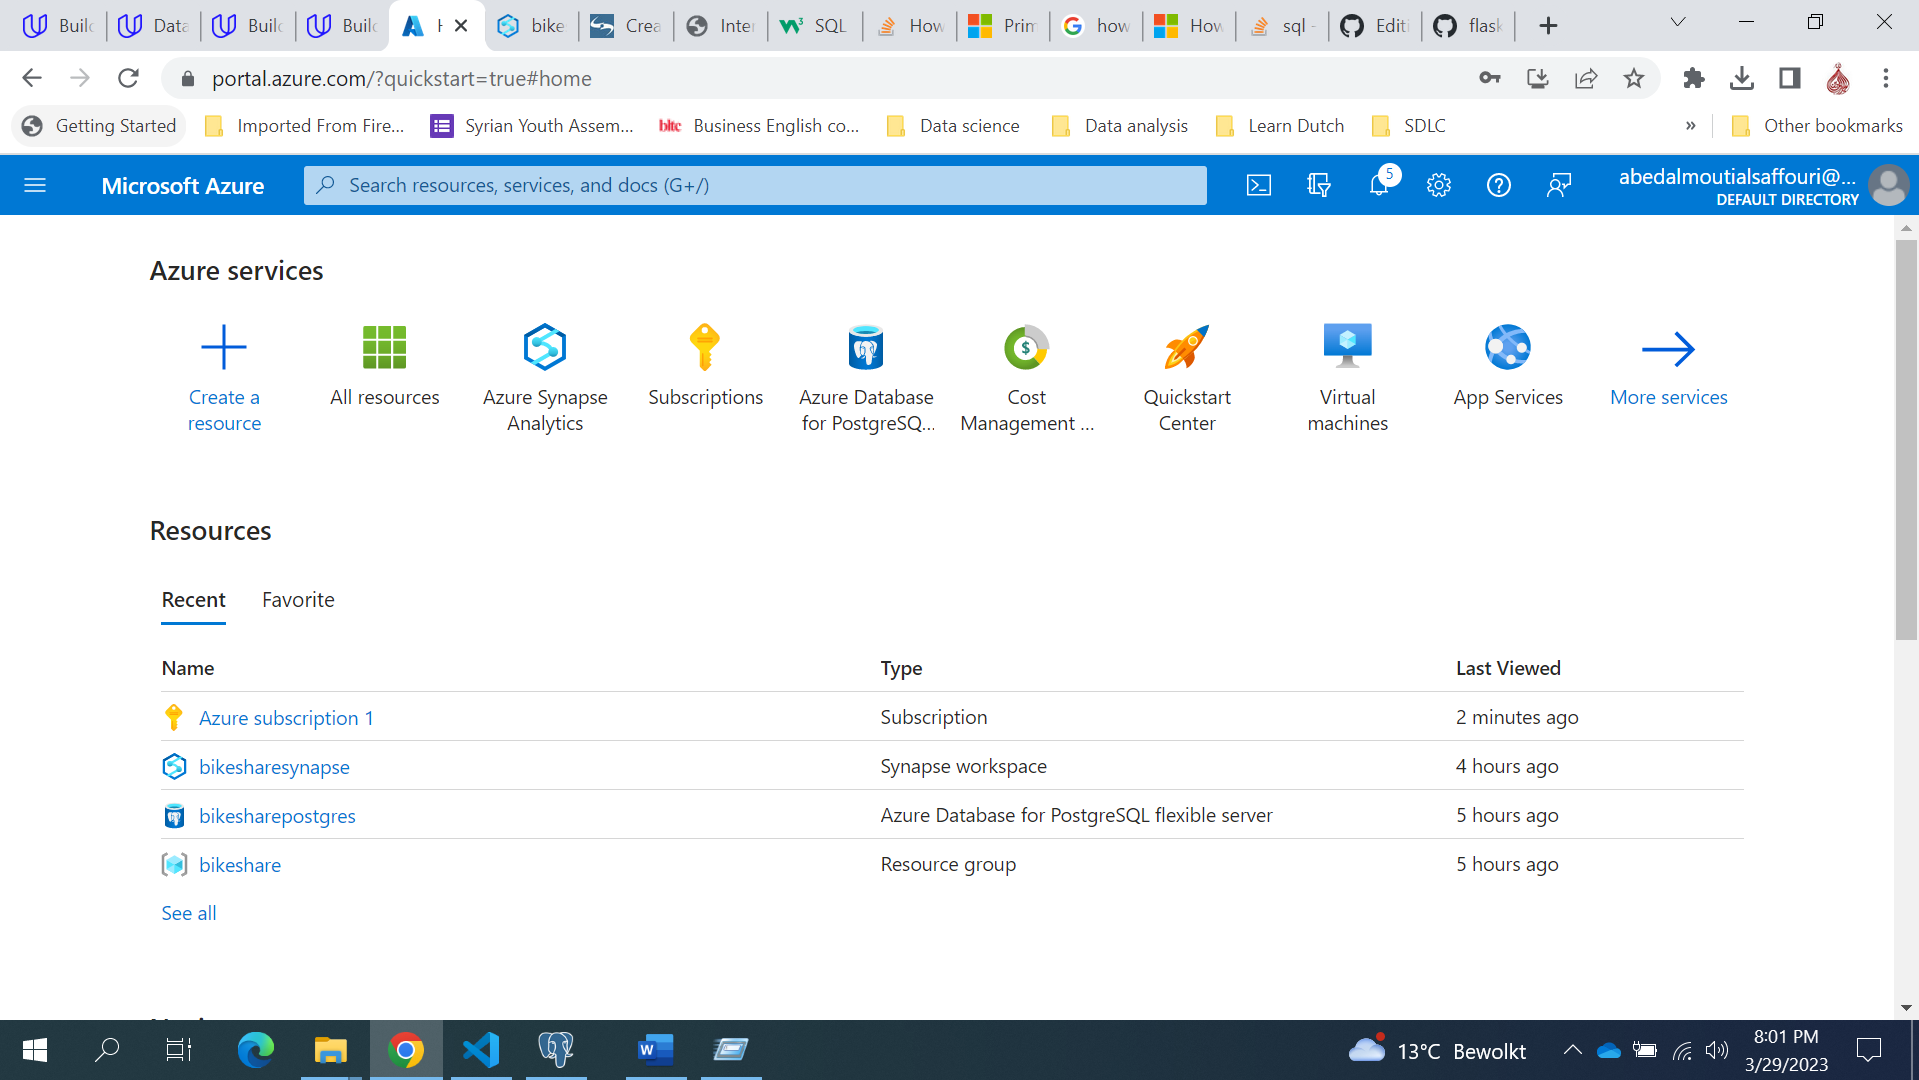 Build
Data
Build
Build
H
bike
Crea
Inter
SQL
How
Prim
how
How
sql -
Editi
flask
portal.azure.com/?quickstart=true#home
Getting Started
Imported From Fire...
Syrian Youth Assem...
bltc
Business English co...
Data science
Data analysis
Learn Dutch
SDLC
»
Other bookmarks
Microsoft Azure
Search resources, services, and docs (G+/)
5
abedalmoutialsaffouri@...
DEFAULT DIRECTORY
Azure services
Create a
resource
All resources
Azure Synapse
Analytics
Subscriptions
Azure Database
for PostgreSQ...
Cost
Management ...
Quickstart
Center
Virtual
machines
App Services
More services
Resources
Recent
Favorite
Name Type Last Viewed
Azure subscription 1 Subscription 2 minutes ago
bikesharesynapse Synapse workspace 4 hours ago
bikesharepostgres Azure Database for PostgreSQL flexible server 5 hours ago
bikeshare Resource group 5 hours ago
See all
13°C Bewolkt
8:01 PM
3/29/2023